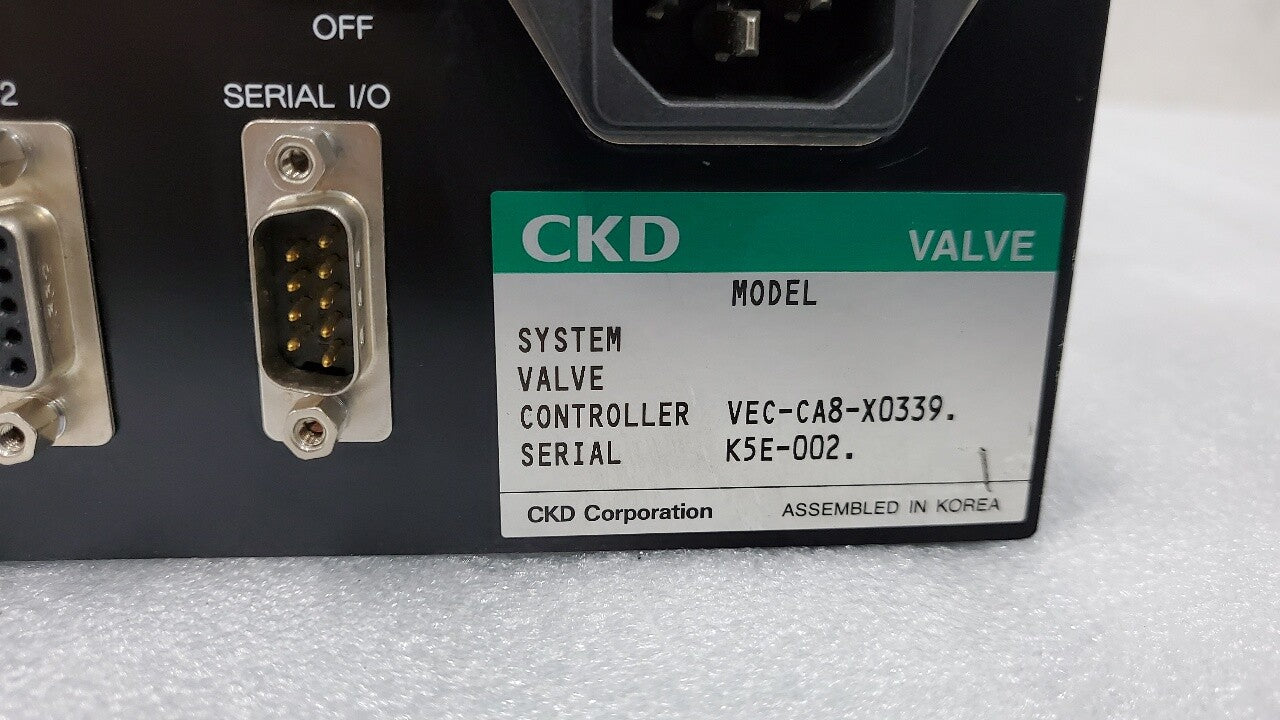 OFF
2
SERIAL I/O
CKD VALVE
MODEL
SYSTEM
VALVE
CONTROLLER VEC-CA8-X0339.
SERIAL K5E-002.
CKD Corporation ASSEMBLED IN KOREA